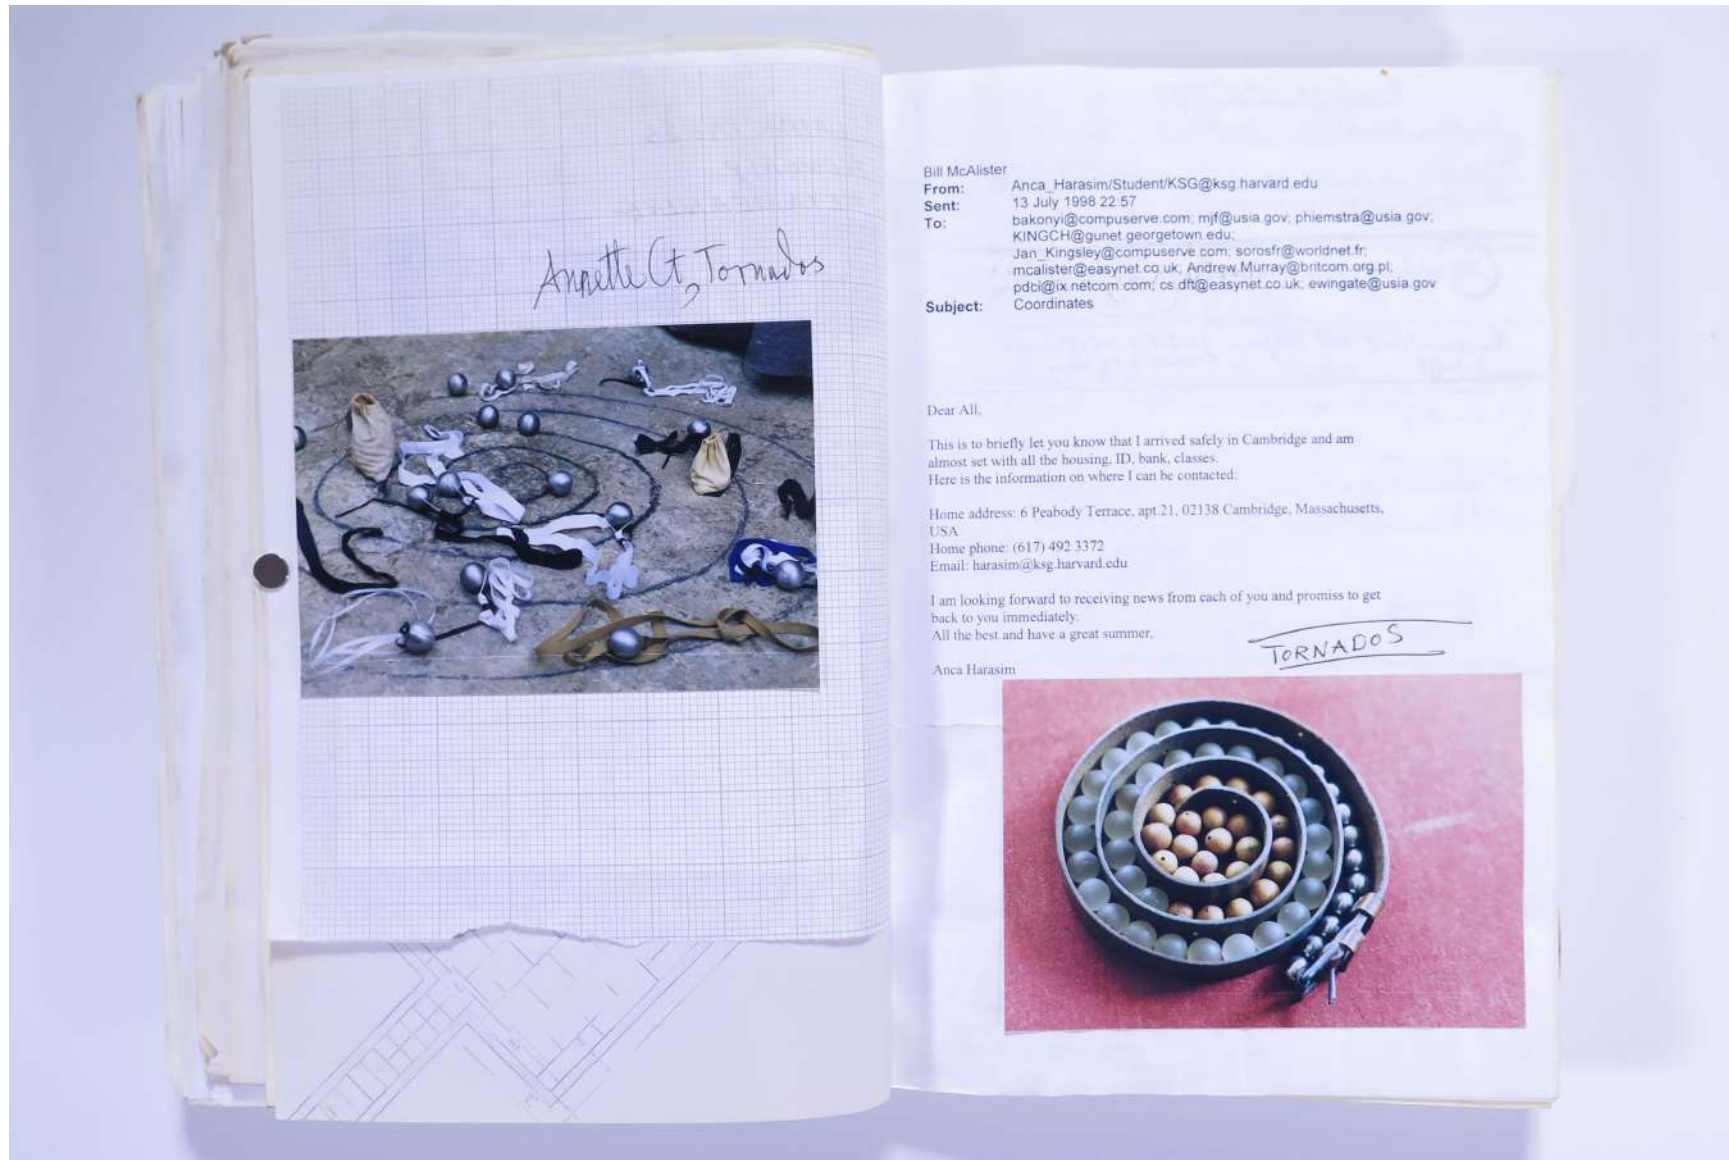 Annette Ct, Tornados
Bill McAlister
From: Anca_Harasim/Student/KSG@ksg.harvard.edu
Sent: 13 July 1998 22:57
To: bakonyi@compuserve.com; mjf@usia.gov; phiemstra@usia.gov;
KINGCH@gunet.georgetown.edu;
Jan_Kingsley@compuserve.com; sorosfr@worldnet.fr;
mcalister@easynet.co.uk; Andrew.Murray@britcom.org.pl;
pdci@ix.netcom.com; cs.dft@easynet.co.uk; ewingate@usia.gov
Subject: Coordinates
Dear All,
This is to briefly let you know that I arrived safely in Cambridge and am
almost set with all the housing, ID, bank, classes.
Here is the information on where I can be contacted:
Home address: 6 Peabody Terrace, apt.21, 02138 Cambridge, Massachusetts,
USA
Home phone: (617) 492 3372
Email: harasim@ksg.harvard.edu
I am looking forward to receiving news from each of you and promiss to get
back to you immediately.
All the best and have a great summer,
Anca Harasim
TORNADOS